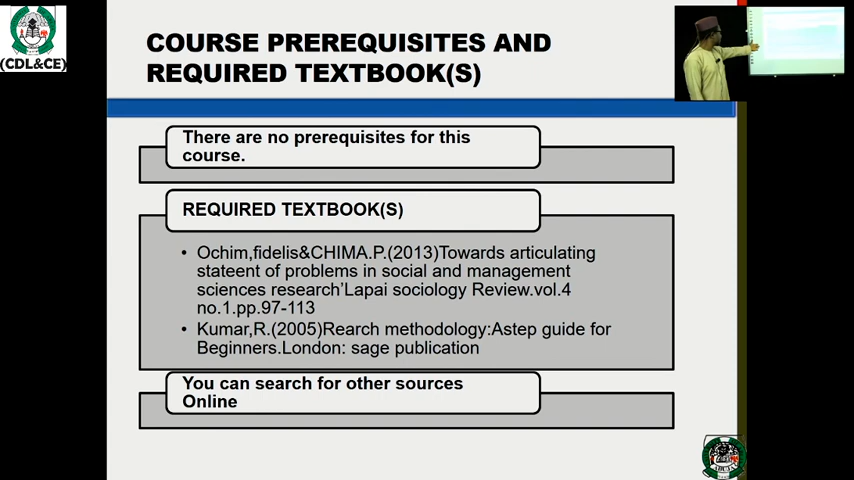 (CDL&CE)
COURSE PREREQUISITES AND
REQUIRED TEXTBOOK(S)
There are no prerequisites for this
course.
REQUIRED TEXTBOOK(S)
• Ochim,fidelis&CHIMA.P.(2013)Towards articulating
stateent of problems in social and management
sciences research’Lapai sociology Review.vol.4
no.1.pp.97-113
• Kumar,R.(2005)Rearch methodology:Astep guide for
Beginners.London: sage publication
You can search for other sources
Online